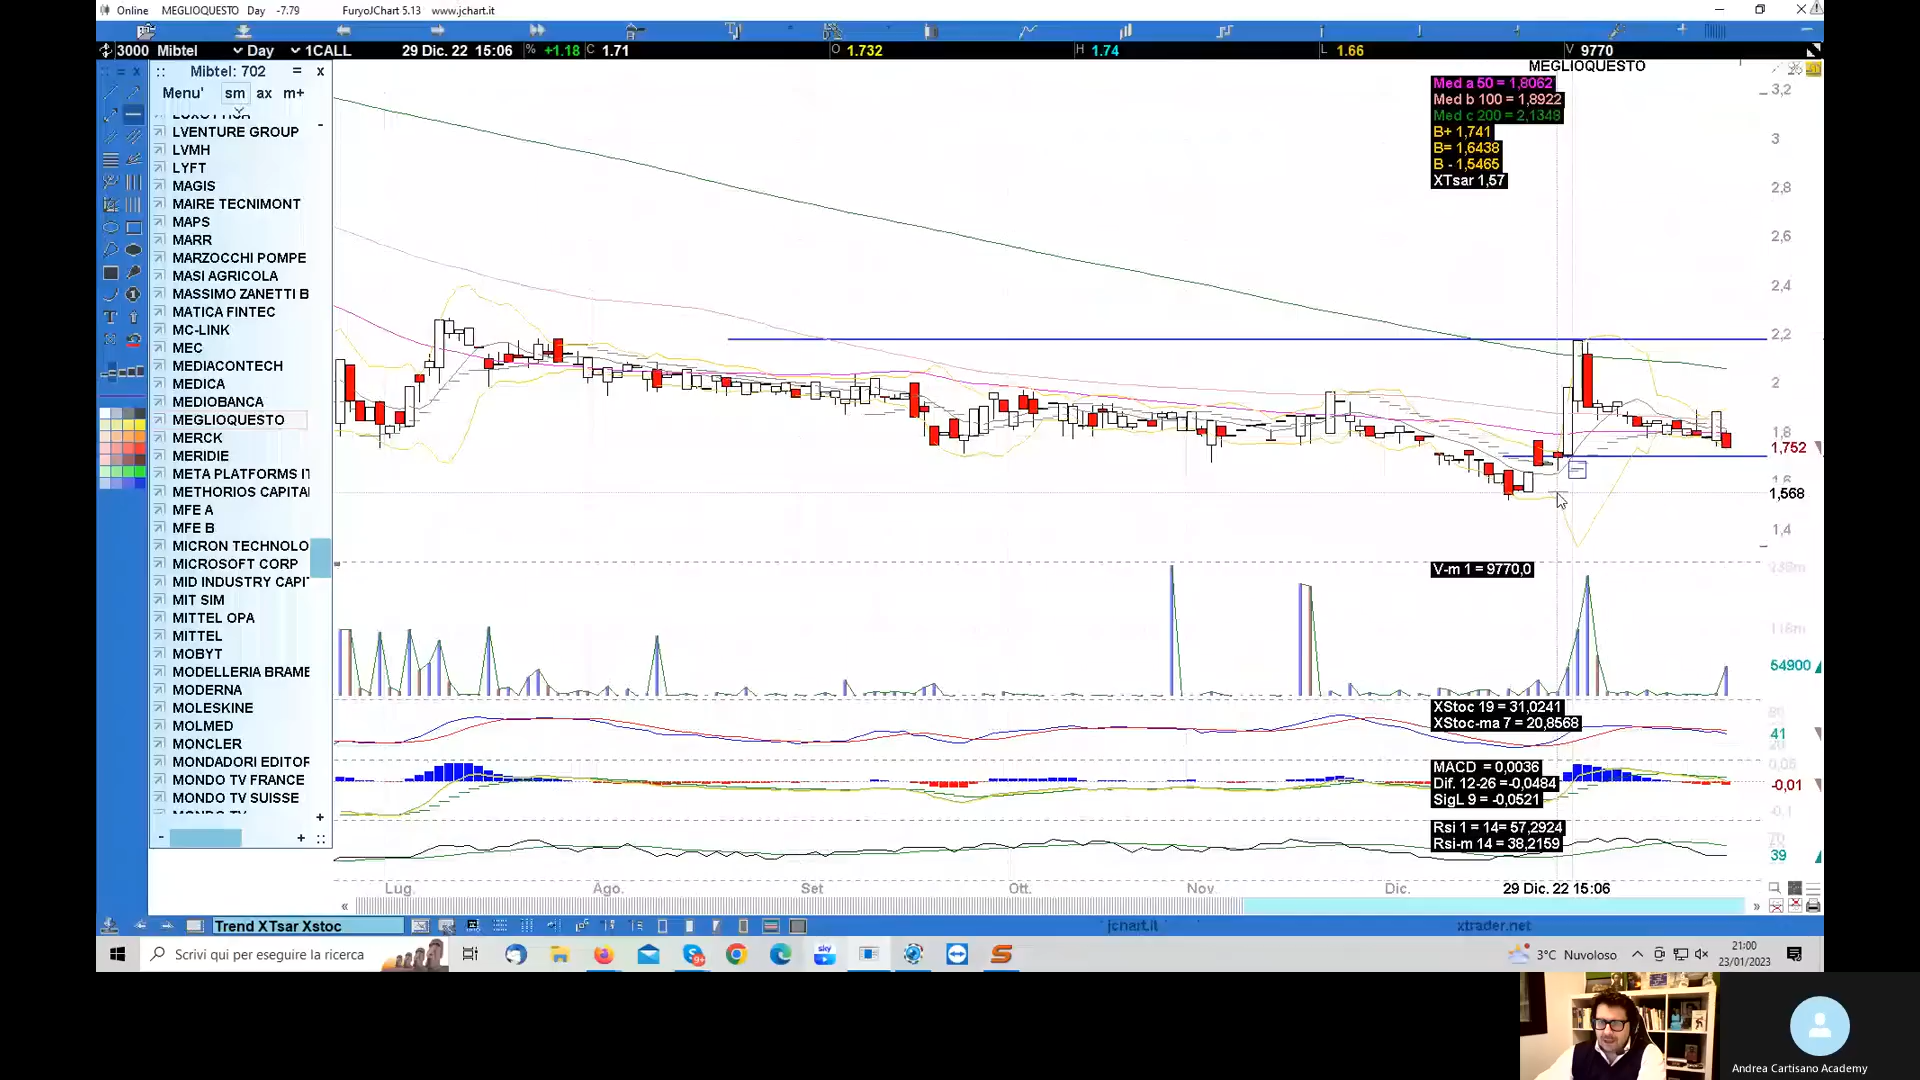 Online MEGLIOQUESTO Day -7.79 FuryoJChart 5.13 www.jchart.it
3000 Mibtel Day 1CALL 29 Dic. 22 15:06 % +1.18 C 1.71 O 1.732 H 1.74 L 1.66 V 9770
Mibtel: 702 = x
Menu' sm ax m+
LVENTURE GROUP
LVMH
LYFT
MAGIS
MAIRE TECNIMONT
MAPS
MARR
MARZOCCHI POMPE
MASI AGRICOLA
MASSIMO ZANETTI B
MATICA FINTEC
MC-LINK
MEC
MEDIACONTECH
MEDICA
MEDIOBANCA
MEGLIOQUESTO
MERCK
MERIDIE
META PLATFORMS IT
METHORIOS CAPITAL
MFE A
MFE B
MICRON TECHNOLO
MICROSOFT CORP
MID INDUSTRY CAPI
MIT SIM
MITTEL OPA
MITTEL
MOBYT
MODELLERIA BRAME
MODERNA
MOLESKINE
MOLMED
MONCLER
MONDADORI EDITOR
MONDO TV FRANCE
MONDO TV SUISSE
MEGLIOQUESTO
Med a 50 = 1,8062
Med b 100 = 1,8922
Med c 200 = 2,1348
B+ 1,741
B= 1,6438
B - 1,5465
XTsar 1,57
3,2
3
2,8
2,6
2,4
2,2
2
1,8
1,752
1,568
1,4
V-m 1 = 9770,0
54900
XStoc 19 = 31,0241
XStoc-ma 7 = 20,8568
41
MACD = 0,0036
Dif. 12-26 =-0,0484
SigL 9 = -0,0521
-0,01
Rsi 1 = 14= 57,2924
Rsi-m 14 = 38,2159
39
Lug. Ago. Set Ott. Nov. Dic. 29 Dic. 22 15:06
Trend XTsar Xstoc jchart.it xtrader.net
Scrivi qui per eseguire la ricerca
sky
3°C Nuvoloso
21:00
23/01/2023
Andrea Cartisano Academy